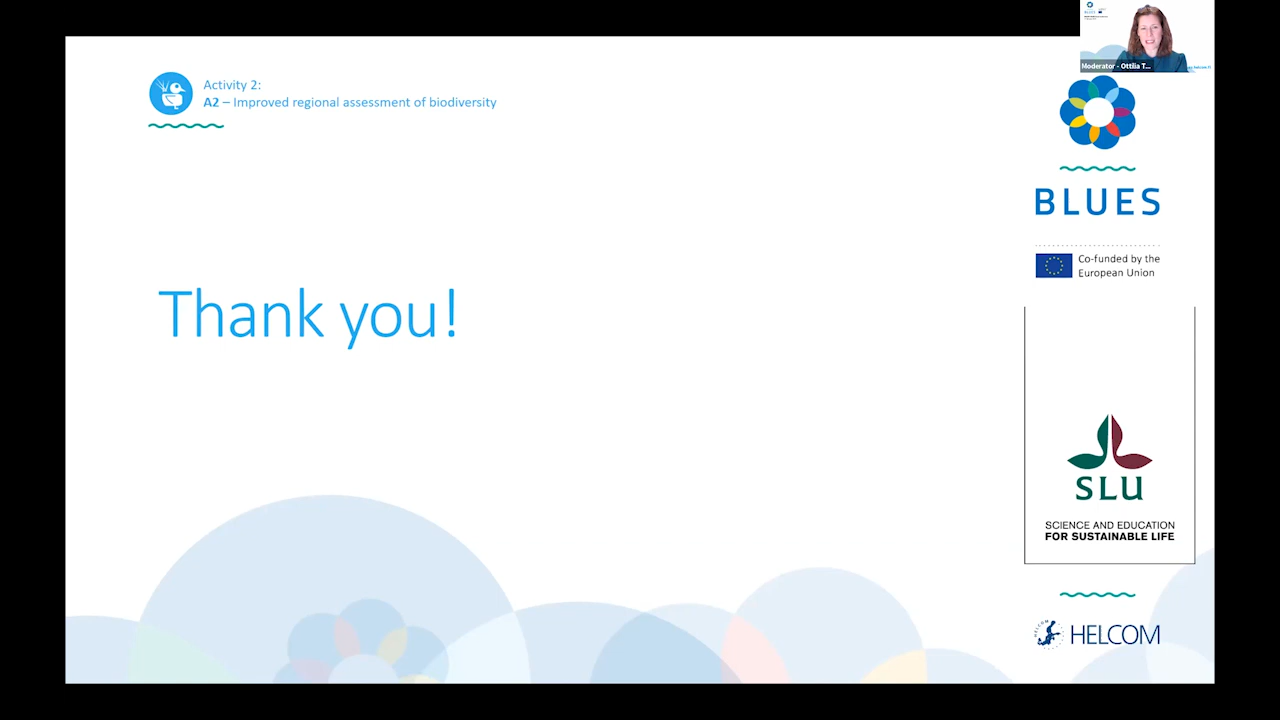 Activity 2:
A2 – Improved regional assessment of biodiversity
Thank you!
Moderator - Ottilia T...
BLUES
Co-funded by the
European Union
SLU
SCIENCE AND EDUCATION
FOR SUSTAINABLE LIFE
HELCOM
HELCOM